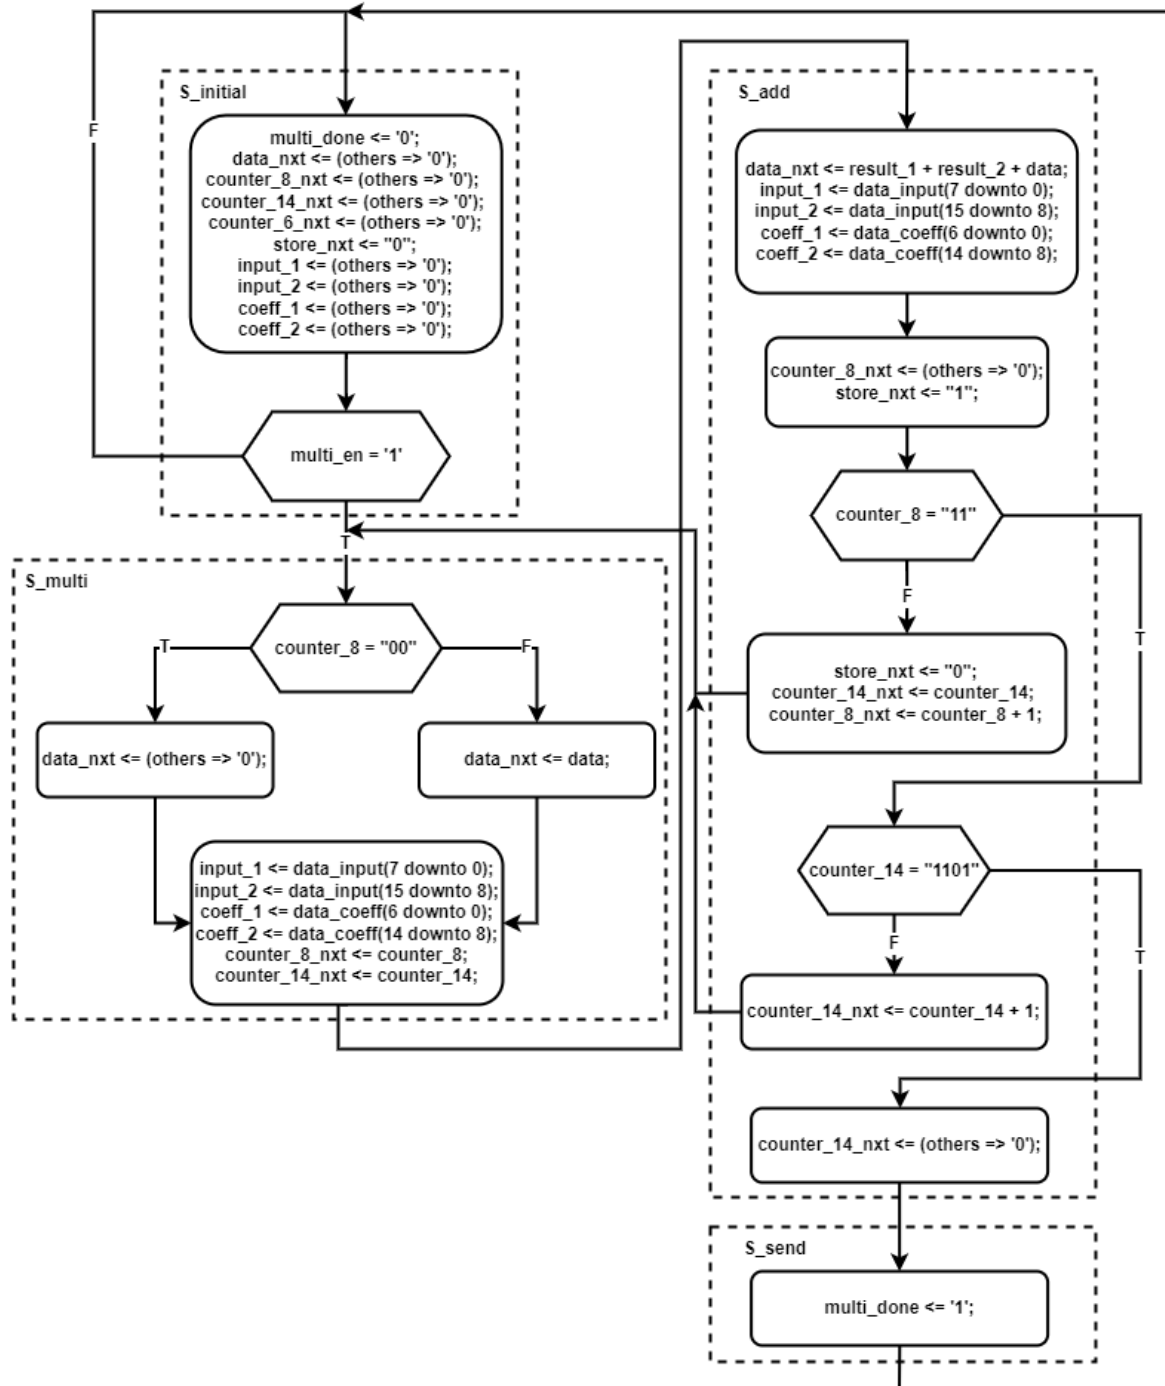 S_initial
multi_done <= '0';
data_nxt <= (others => '0');
counter_8_nxt <= (others => '0');
counter_14_nxt <= (others => '0');
counter_6_nxt <= (others => '0');
store_nxt <= "0";
input_1 <= (others => '0');
input_2 <= (others => '0');
coeff_1 <= (others => '0');
coeff_2 <= (others => '0');
F
multi_en = '1'
T
S_multi
counter_8 = "00"
T
F
data_nxt <= (others => '0');
data_nxt <= data;
input_1 <= data_input(7 downto 0);
input_2 <= data_input(15 downto 8);
coeff_1 <= data_coeff(6 downto 0);
coeff_2 <= data_coeff(14 downto 8);
counter_8_nxt <= counter_8;
counter_14_nxt <= counter_14;
S_add
data_nxt <= result_1 + result_2 + data;
input_1 <= data_input(7 downto 0);
input_2 <= data_input(15 downto 8);
coeff_1 <= data_coeff(6 downto 0);
coeff_2 <= data_coeff(14 downto 8);
counter_8_nxt <= (others => '0');
store_nxt <= "1";
counter_8 = "11"
F
T
store_nxt <= "0";
counter_14_nxt <= counter_14;
counter_8_nxt <= counter_8 + 1;
counter_14 = "1101"
F
T
counter_14_nxt <= counter_14 + 1;
counter_14_nxt <= (others => '0');
S_send
multi_done <= '1';